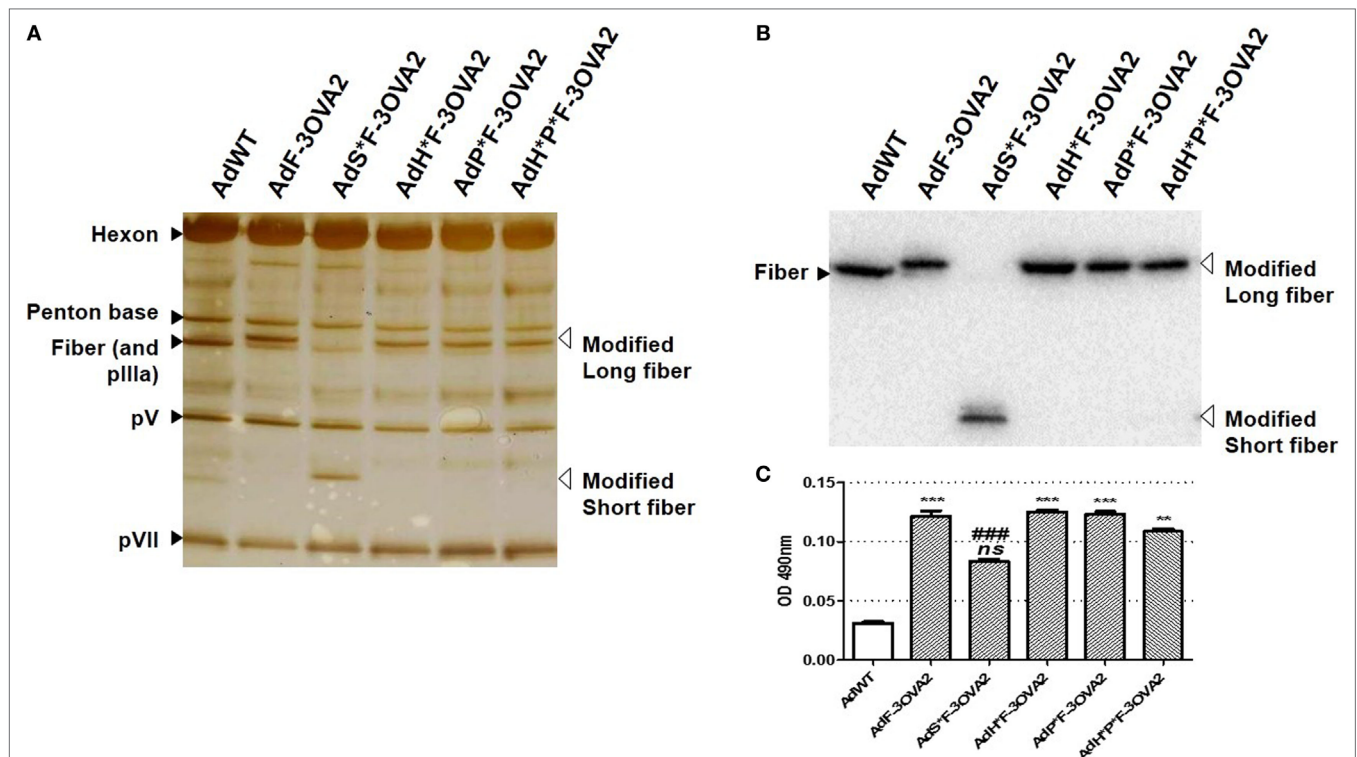 A
AdWT
AdF-3OVA2
AdS*F-3OVA2
AdH*F-3OVA2
AdP*F-3OVA2
AdH*P*F-3OVA2
Hexon
Penton base
Fiber (and
pIIIa)
pV
pVII
Modified
Long fiber
Modified
Short fiber
B
AdWT
AdF-3OVA2
AdS*F-3OVA2
AdH*F-3OVA2
AdP*F-3OVA2
AdH*P*F-3OVA2
Fiber
Modified
Long fiber
Modified
Short fiber
C
OD 490nm
0.15
0.10
0.05
0.00
***
###
ns
***
***
**
AdWT
AdF-3OVA2
AdS*F-3OVA2
AdH*F-3OVA2
AdP*F-3OVA2
AdH*P*F-3OVA2